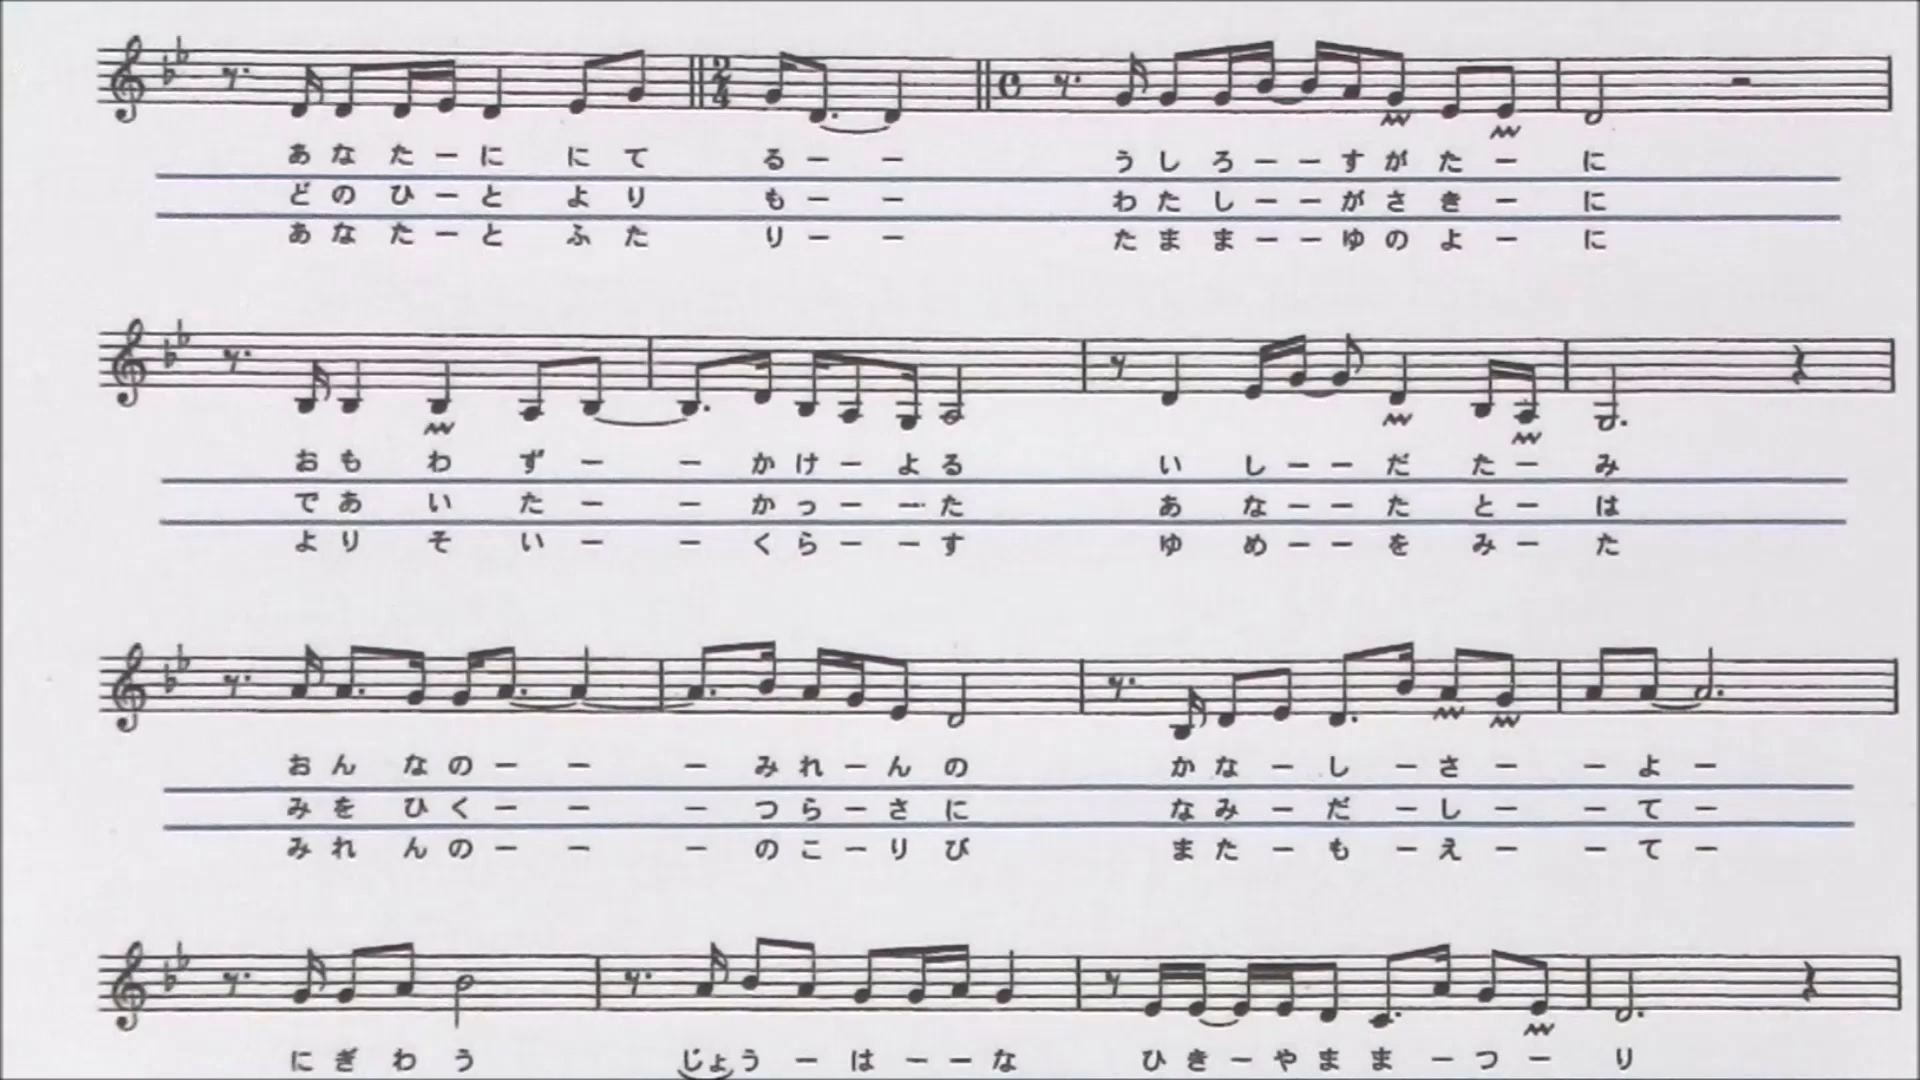 2 4
あなたーににてるーーうしろーーすがたーに
どのひーとよりもーーわたしーーがさきーに
あなたーとふたりーーたままーーゆのよーに
おもわずーーかけーよるいしーーだたーみ
であいたーーかっーーたあなーーたとーは
よりそいーーくらーーすゆめーーをみーた
おんなのーーーみれーんのかなーしーさーーよー
みをひくーーーつらーさになみーだーしーーてー
みれんのーーーのこーりびまたーもーえーーてー
にぎわうじょうーはーーなひきーやままーつーり